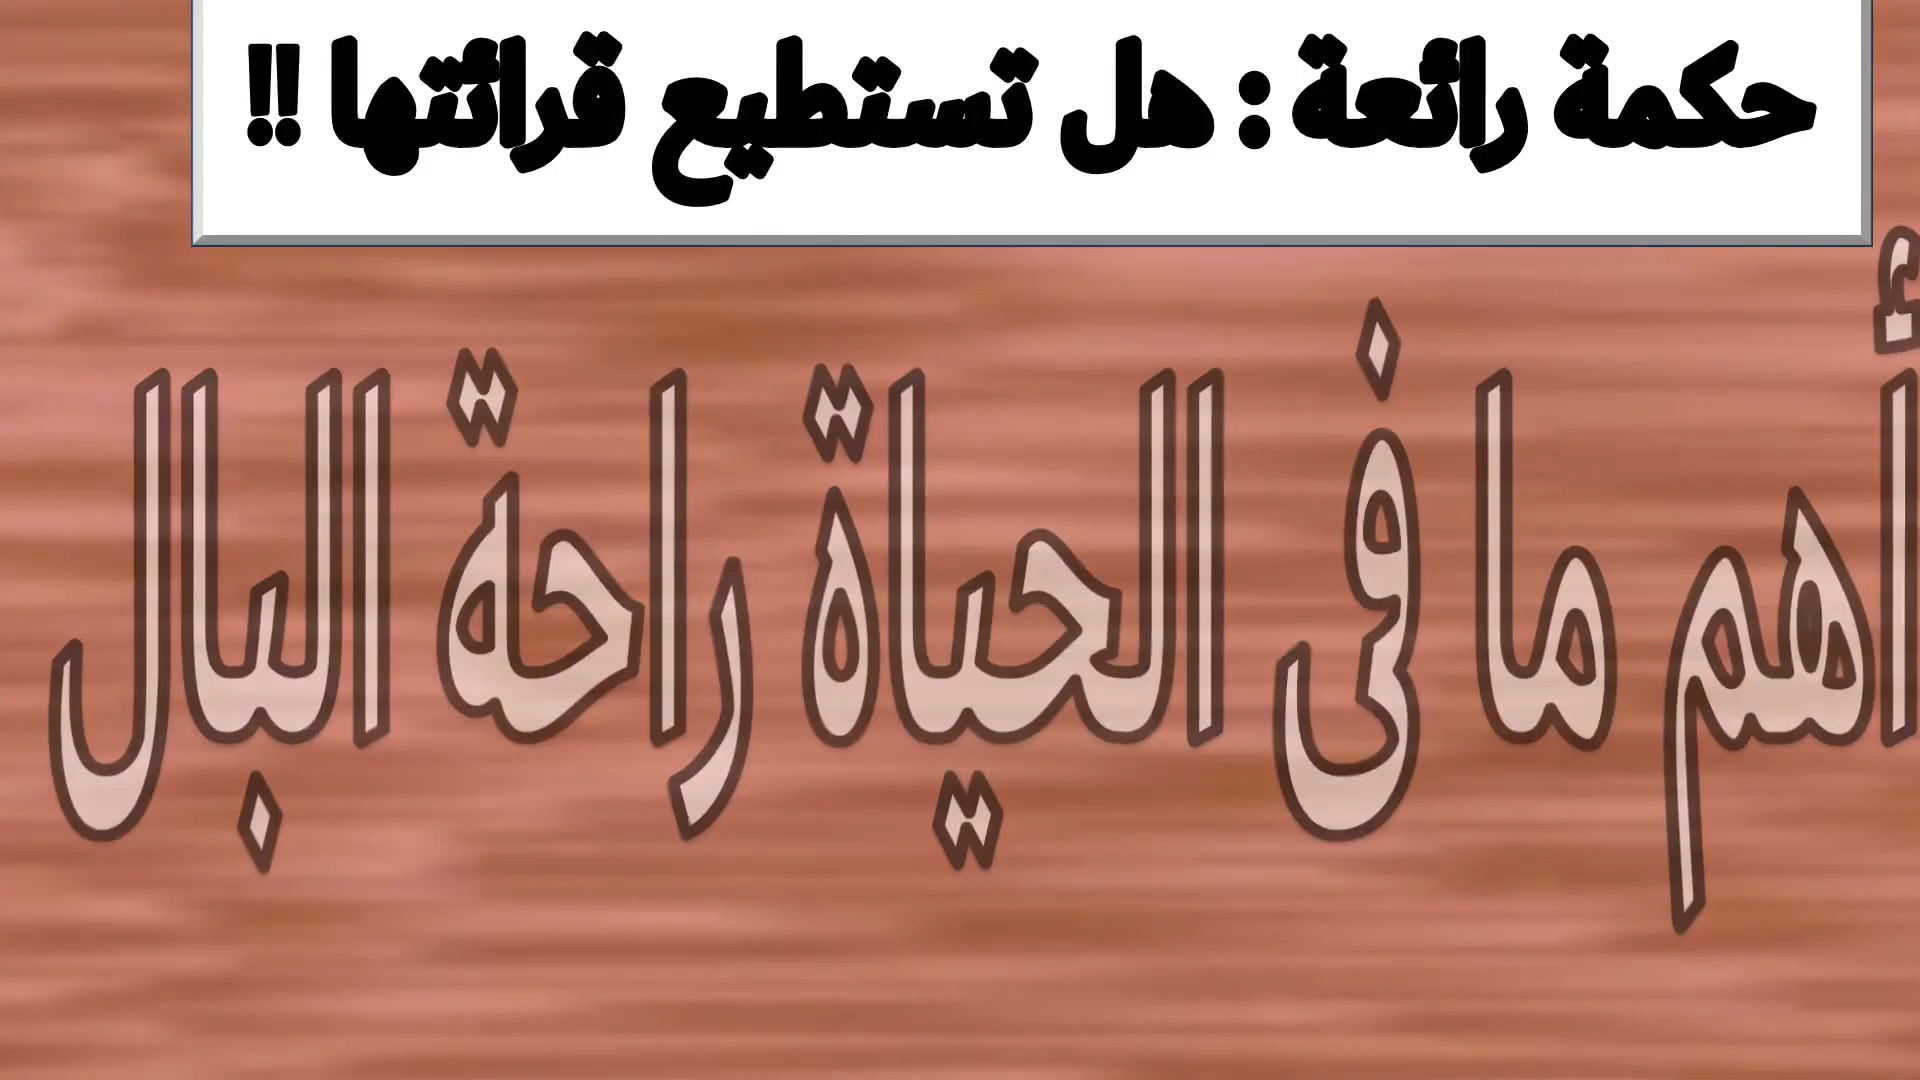 حكمة رائعة : هل تستطيع قرائتها !!
أهم ما فى الحياة راحة البال